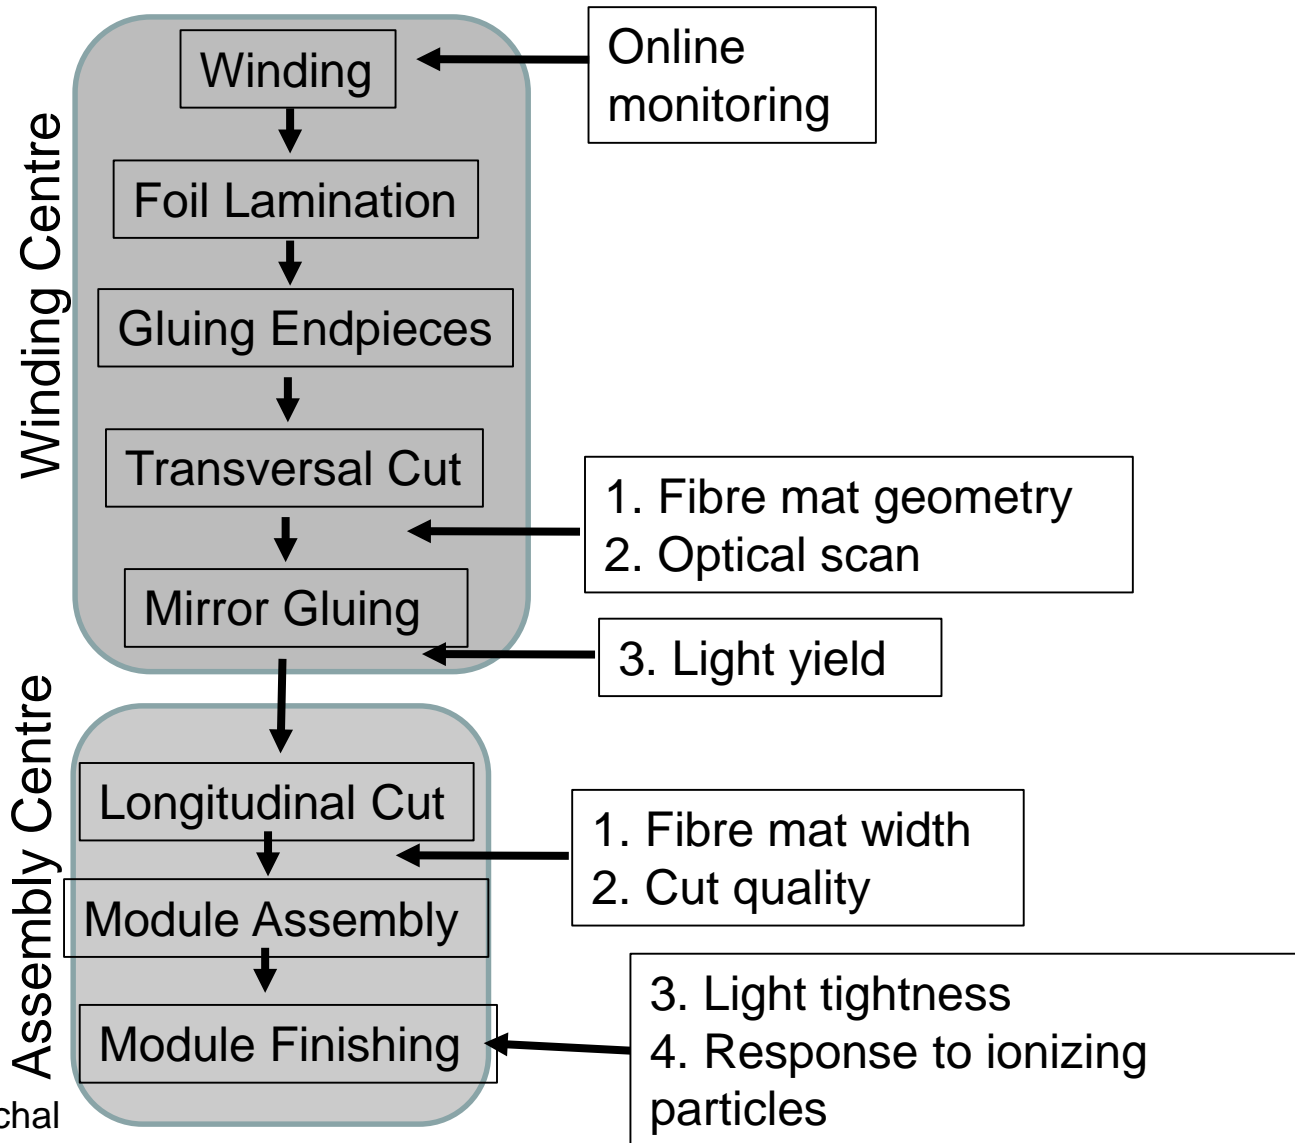 Winding Centre
Winding
Online
monitoring
Foil Lamination
Gluing Endpieces
Transversal Cut
1. Fibre mat geometry
2. Optical scan
Mirror Gluing
3. Light yield
Assembly Centre
Longitudinal Cut
1. Fibre mat width
2. Cut quality
Module Assembly
3. Light tightness
4. Response to ionizing
particles
Module Finishing
chal